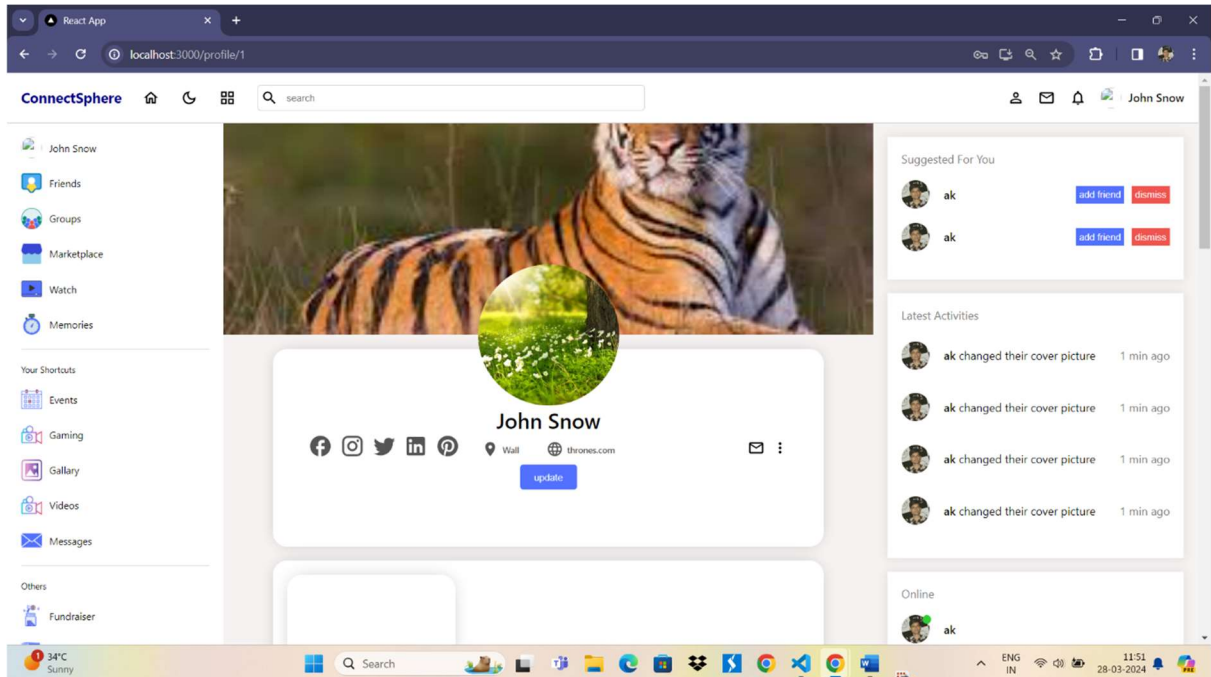 React App
localhost:3000/profile/1
ConnectSphere
search
John Snow
John Snow
Friends
Groups
Marketplace
Watch
Memories
Your Shortcuts
Events
Gaming
Gallary
Videos
Messages
Others
Fundraiser
John Snow
Wall
thrones.com
update
Suggested For You
ak add friend dismiss
ak add friend dismiss
Latest Activities
ak changed their cover picture 1 min ago
ak changed their cover picture 1 min ago
ak changed their cover picture 1 min ago
ak changed their cover picture 1 min ago
Online
ak
1
34°C
Sunny
Search
ENG
IN
11:51
28-03-2024